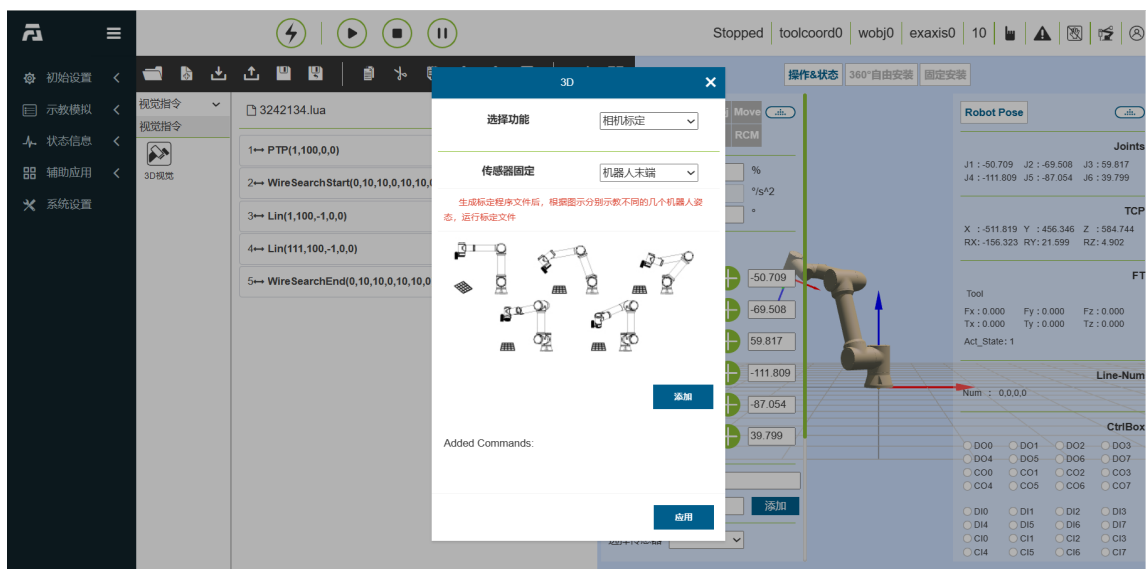 Stopped toolcoord0 wobj0 exaxis0 10
初始设置
示教模拟
状态信息
辅助应用
系统设置
视觉指令
视觉指令
3D视觉
3242134.lua
1 PTP(1,100,0,0)
2 WireSearchStart(0,10,10,0,10,10,
3 Lin(1,100,-1,0,0)
4 Lin(111,100,-1,0,0)
5 WireSearchEnd(0,10,10,0,10,10,0
3D
选择功能 相机标定
传感器固定 机器人末端
生成标定程序文件后，根据图示分别示教不同的几个机器人姿
态，运行标定文件
添加
Added Commands:
应用
操作&状态 360°自由安装 固定安装
Move
RCM
%
°/s^2
°
-50.709
-69.508
59.817
-111.809
-87.054
39.799
添加
Robot Pose
Joints
J1 : -50.709 J2 : -69.508 J3 : 59.817
J4 : -111.809 J5 : -87.054 J6 : 39.799
TCP
X : -511.819 Y : 456.346 Z : 584.744
RX: -156.323 RY: 21.599 RZ: 4.902
FT
Tool
Fx : 0.000 Fy : 0.000 Fz : 0.000
Tx : 0.000 Ty : 0.000 Tz : 0.000
Act_State: 1
Line-Num
Num : 0,0,0,0
CtrlBox
DO0 DO1 DO2 DO3
DO4 DO5 DO6 DO7
CO0 CO1 CO2 CO3
CO4 CO5 CO6 CO7
DI0 DI1 DI2 DI3
DI4 DI5 DI6 DI7
CI0 CI1 CI2 CI3
CI4 CI5 CI6 CI7